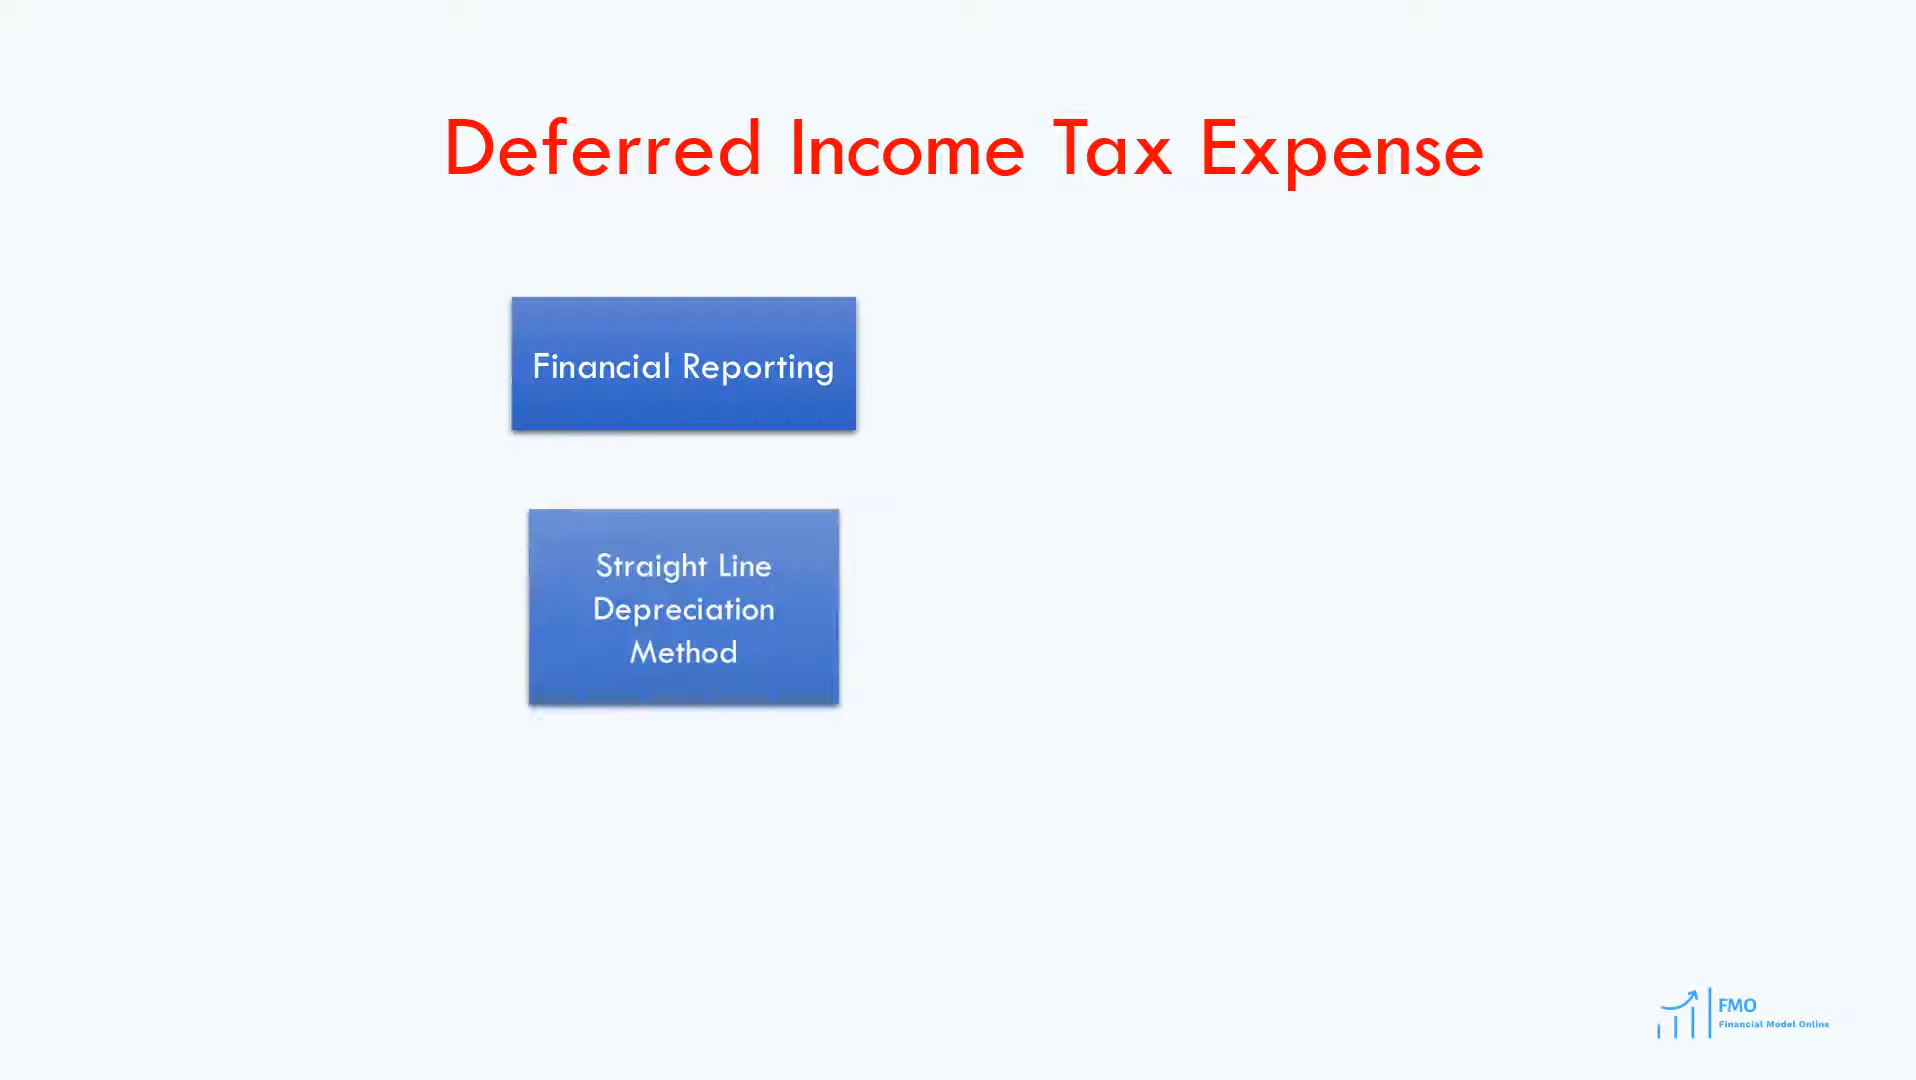 Deferred Income Tax Expense
Financial Reporting
Straight Line
Depreciation
Method
FMO
Financial Model Online